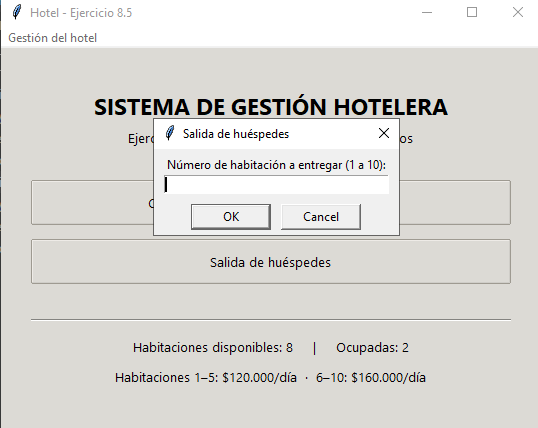 Hotel - Ejercicio 8.5
Gestión del hotel
SISTEMA DE GESTIÓN HOTELERA
Salida de huéspedes
Número de habitación a entregar (1 a 10):
OK Cancel
Salida de huéspedes
Habitaciones disponibles: 8 | Ocupadas: 2
Habitaciones 1–5: $120.000/día · 6–10: $160.000/día